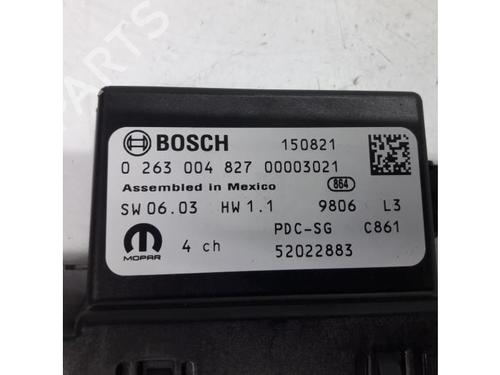 BOSCH 150821
0 263 004 827 00003021
Assembled in Mexico 864
SW 06.03 HW 1.1 9806 L3
PDC-SG C861
MOPAR 4 ch 52022883